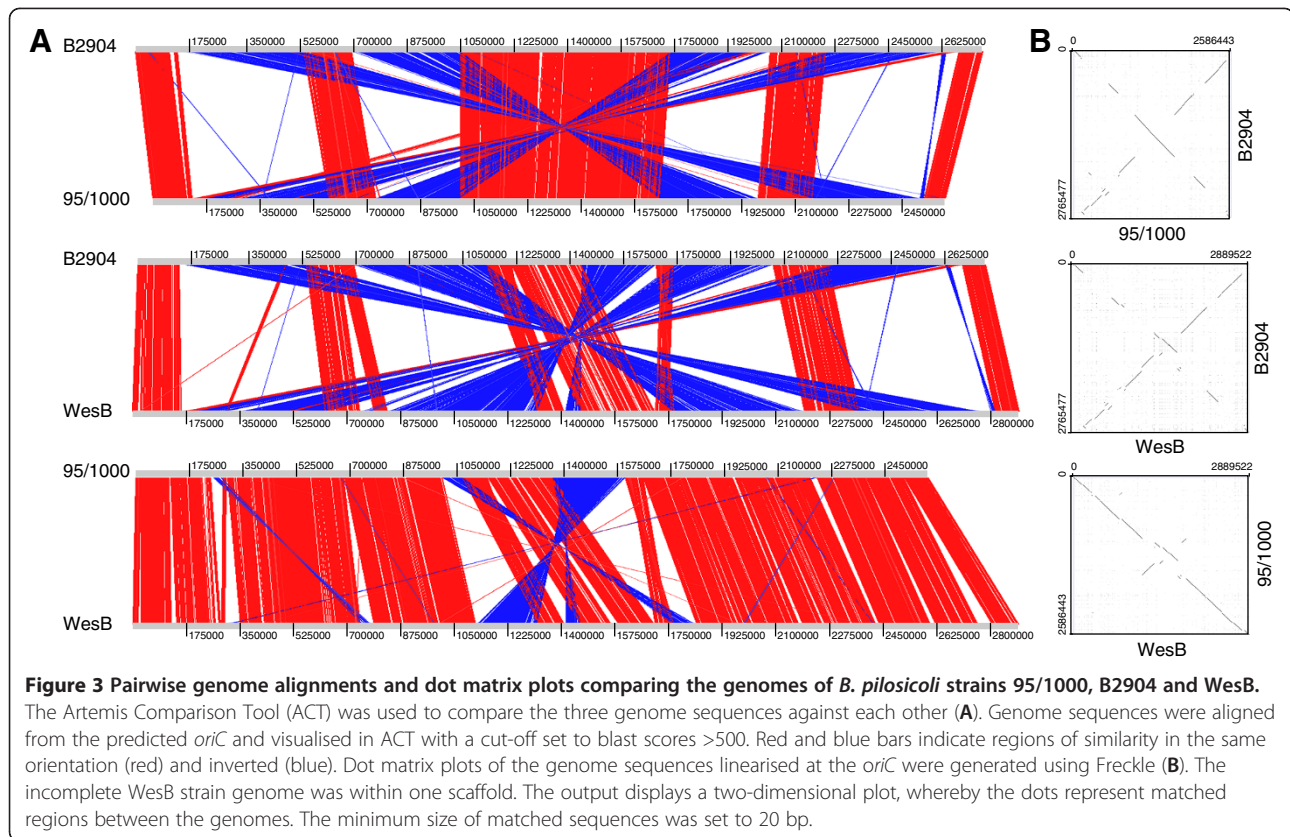 A
B2904
175000 350000 525000 700000 875000 1050000 1225000 1400000 1575000 1750000 1925000 2100000 2275000 2450000 2625000
95/1000
175000 350000 525000 700000 875000 1050000 1225000 1400000 1575000 1750000 1925000 2100000 2275000 2450000
B2904
175000 350000 525000 700000 875000 1050000 1225000 1400000 1575000 1750000 1925000 2100000 2275000 2450000 2625000
WesB
175000 350000 525000 700000 875000 1050000 1225000 1400000 1575000 1750000 1925000 2100000 2275000 2450000 2625000 2800000
95/1000
175000 350000 525000 700000 875000 1050000 1225000 1400000 1575000 1750000 1925000 2100000 2275000 2450000
WesB
175000 350000 525000 700000 875000 1050000 1225000 1400000 1575000 1750000 1925000 2100000 2275000 2450000 2625000 2800000
B
0 2586443
0
2765477
B2904
95/1000
0 2889522
0
2765477
B2904
WesB
0 2889522
0
2586443
95/1000
WesB
Figure 3 Pairwise genome alignments and dot matrix plots comparing the genomes of B. pilosicoli strains 95/1000, B2904 and WesB.
The Artemis Comparison Tool (ACT) was used to compare the three genome sequences against each other (A). Genome sequences were aligned
from the predicted oriC and visualised in ACT with a cut-off set to blast scores >500. Red and blue bars indicate regions of similarity in the same
orientation (red) and inverted (blue). Dot matrix plots of the genome sequences linearised at the oriC were generated using Freckle (B). The
incomplete WesB strain genome was within one scaffold. The output displays a two-dimensional plot, whereby the dots represent matched
regions between the genomes. The minimum size of matched sequences was set to 20 bp.